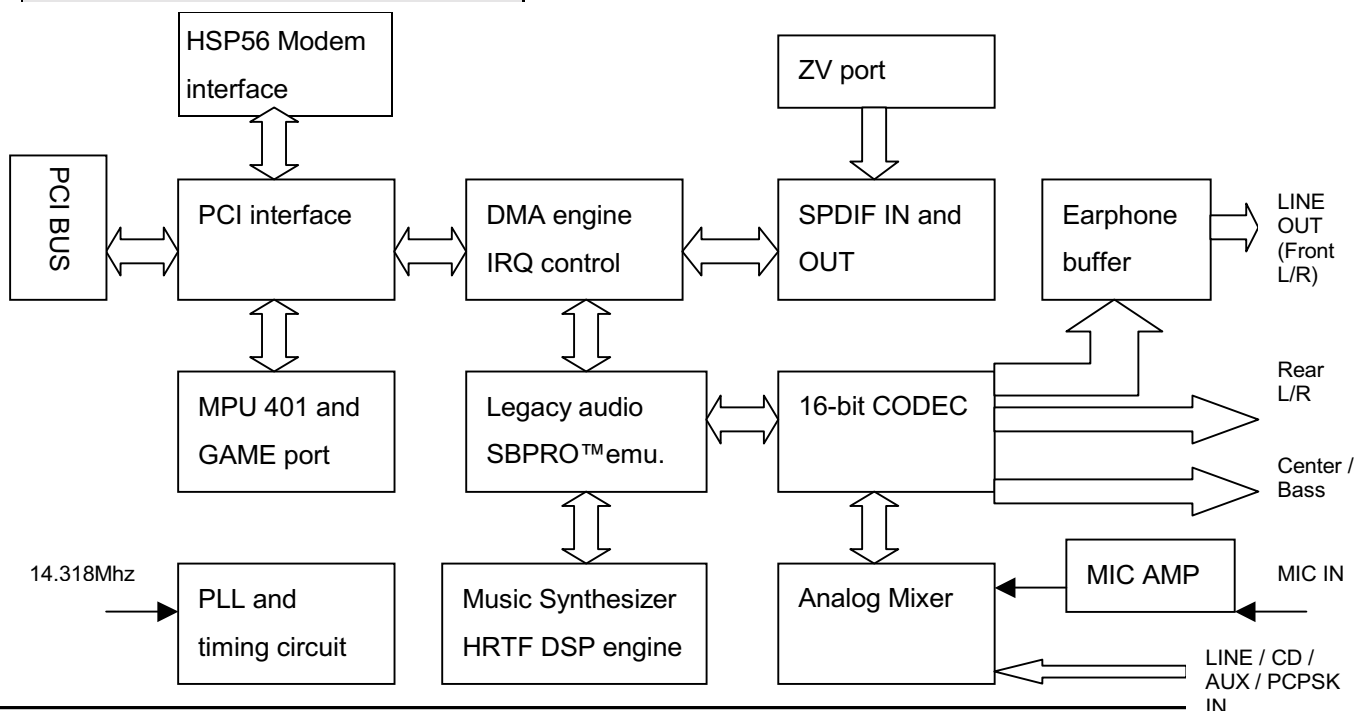 HSP56 Modem
interface
ZV port
PCI BUS
PCI interface
DMA engine
IRQ control
SPDIF IN and
OUT
Earphone
buffer
LINE
OUT
(Front
L/R)
MPU 401 and
GAME port
Legacy audio
SBPRO™emu.
16-bit CODEC
Rear
L/R
Center /
Bass
14.318Mhz
PLL and
timing circuit
Music Synthesizer
HRTF DSP engine
Analog Mixer
MIC AMP
MIC IN
LINE / CD /
AUX / PCPSK
IN